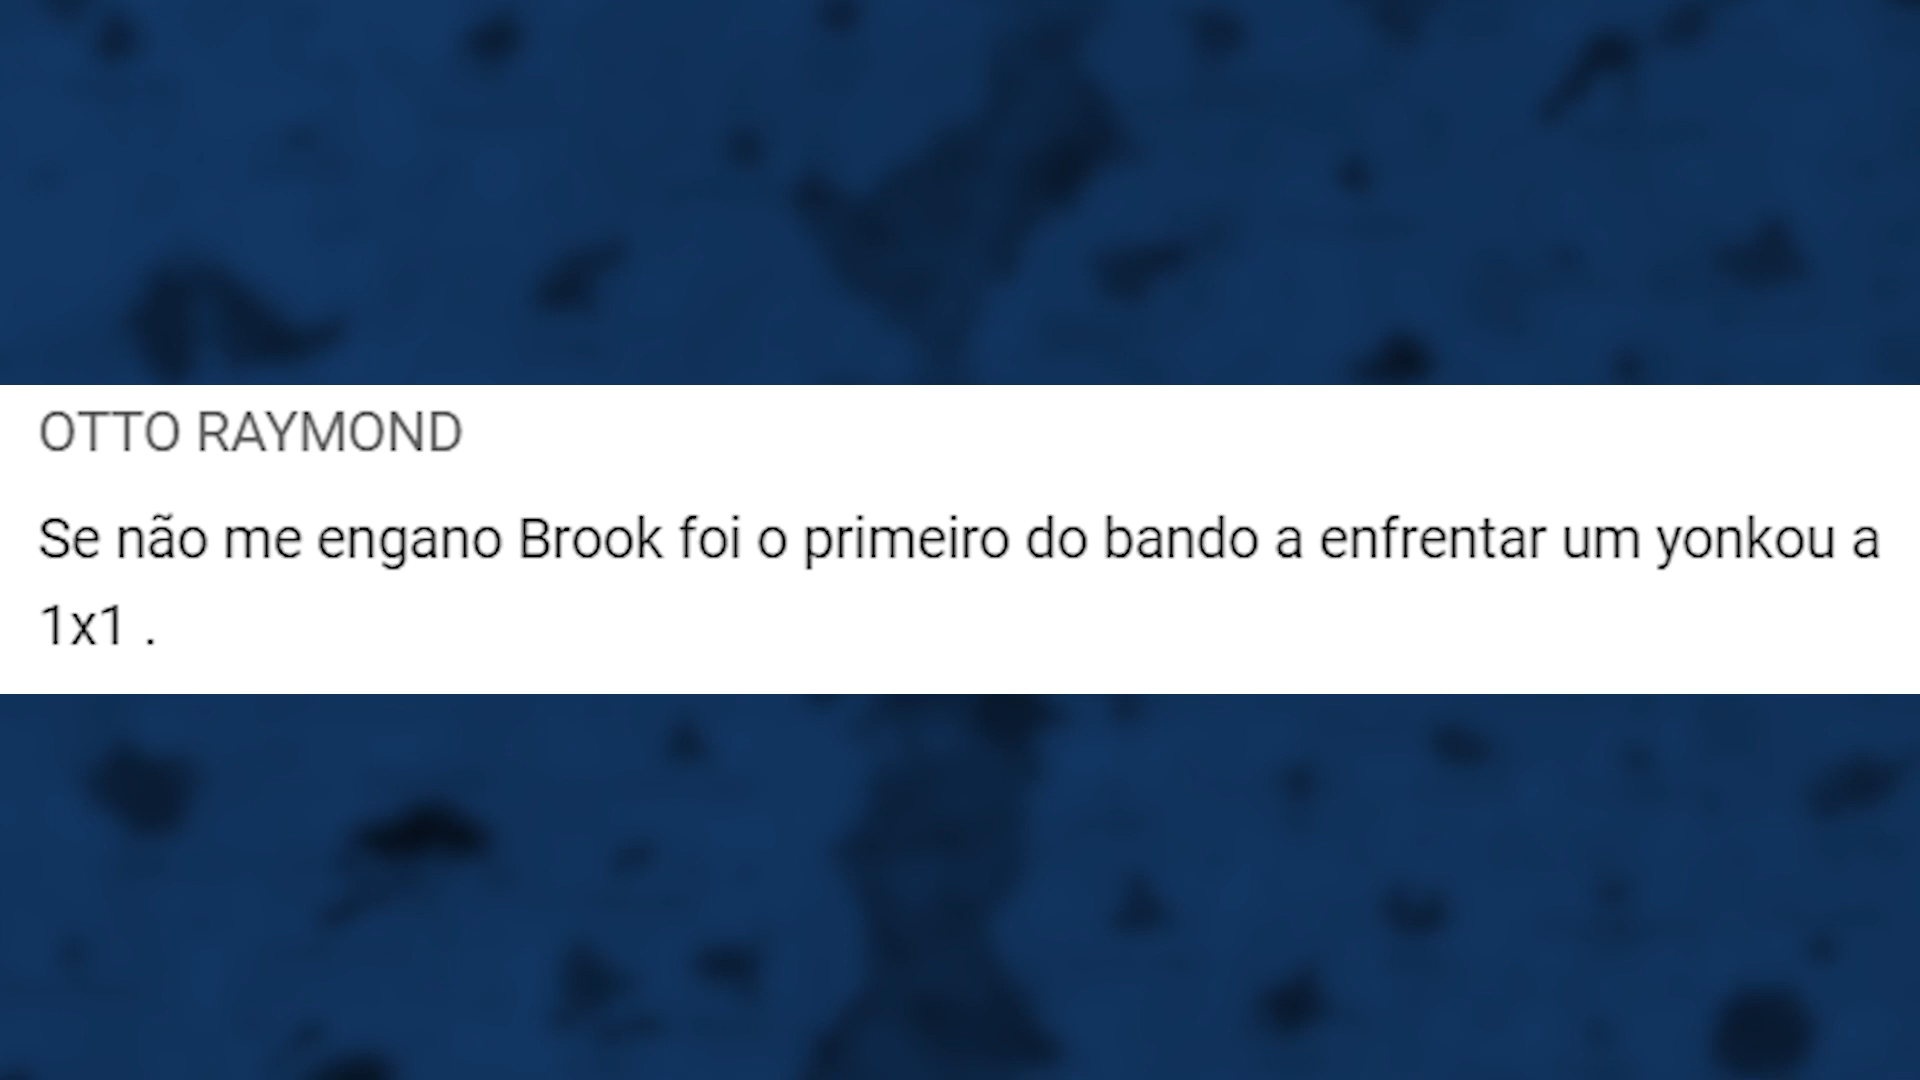 OTTO RAYMOND
Se não me engano Brook foi o primeiro do bando a enfrentar um yonkou a
1x1 .